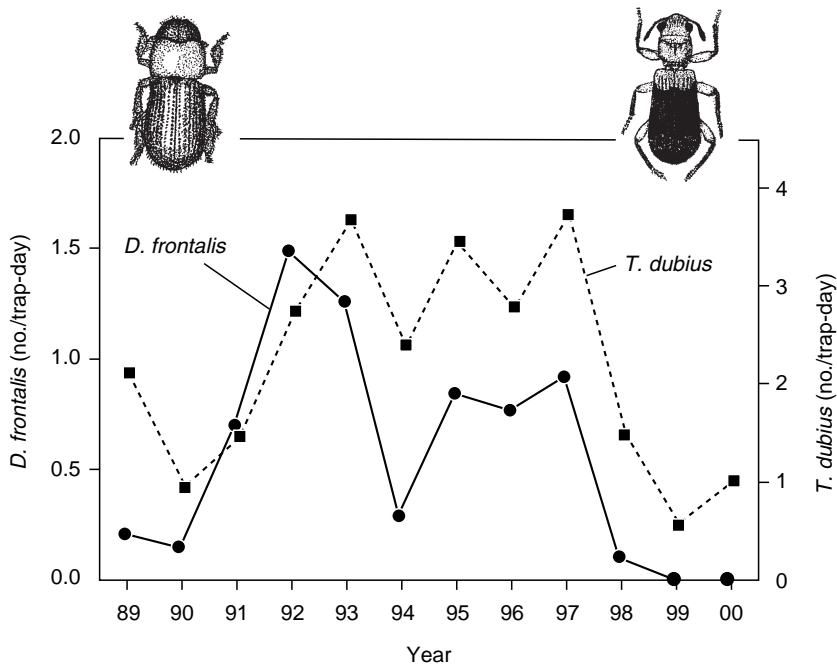 2.0
1.5
1.0
0.5
0.0
D. frontalis (no./trap-day)
D. frontalis
T. dubius
4
3
2
1
0
T. dubius (no./trap-day)
89 90 91 92 93 94 95 96 97 98 99 00
Year